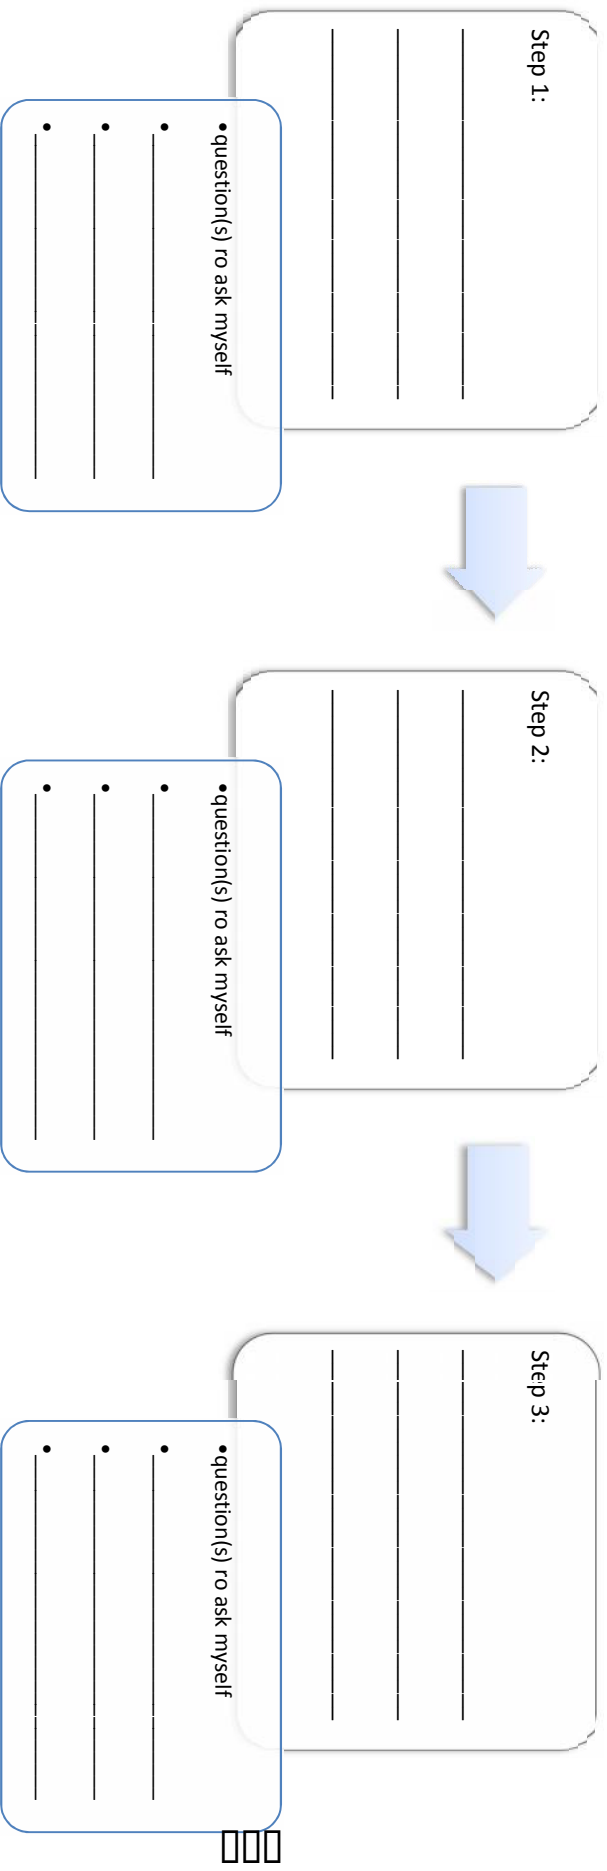 Step 1:
•question(s) ro ask myself
•
•
•
Step 2:
•question(s) ro ask myself
•
•
•
Step 3:
•question(s) ro ask myself
•
•
•